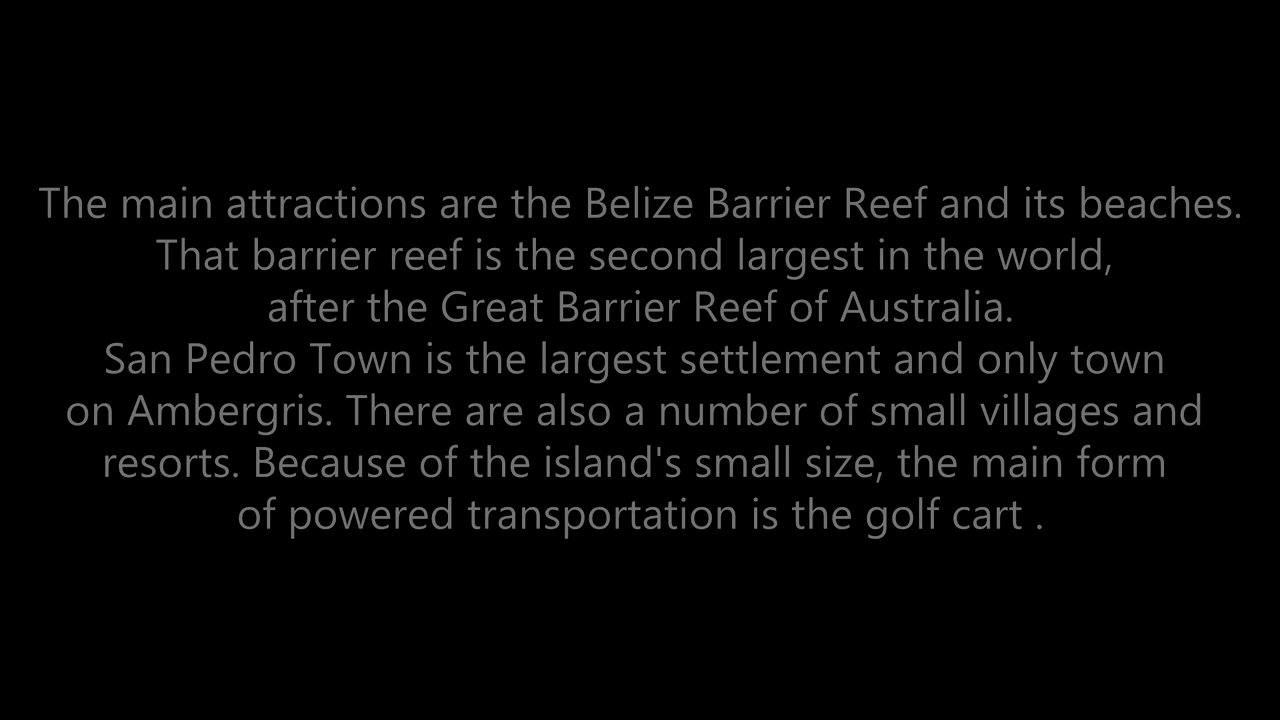 The main attractions are the Belize Barrier Reef and its beaches.
That barrier reef is the second largest in the world,
after the Great Barrier Reef of Australia.
San Pedro Town is the largest settlement and only town
on Ambergris. There are also a number of small villages and
resorts. Because of the island's small size, the main form
of powered transportation is the golf cart .